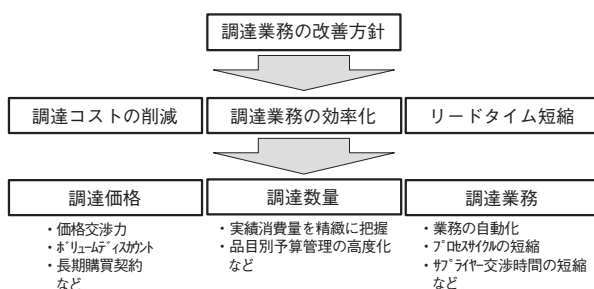 調達業務の改善方針
調達コストの削減
調達業務の効率化
リードタイム短縮
調達価格
調達数量
調達業務
・価格交渉力
・ﾎﾞﾘｭｰﾑﾃﾞｨｽｶｳﾝﾄ
・長期購買契約
など
・実績消費量を精緻に把握
・品目別予算管理の高度化
など
・業務の自動化
・ﾌﾟﾛｾｽｻｲｸﾙの短縮
・ｻﾌﾟﾗｲﾔｰ交渉時間の短縮
など